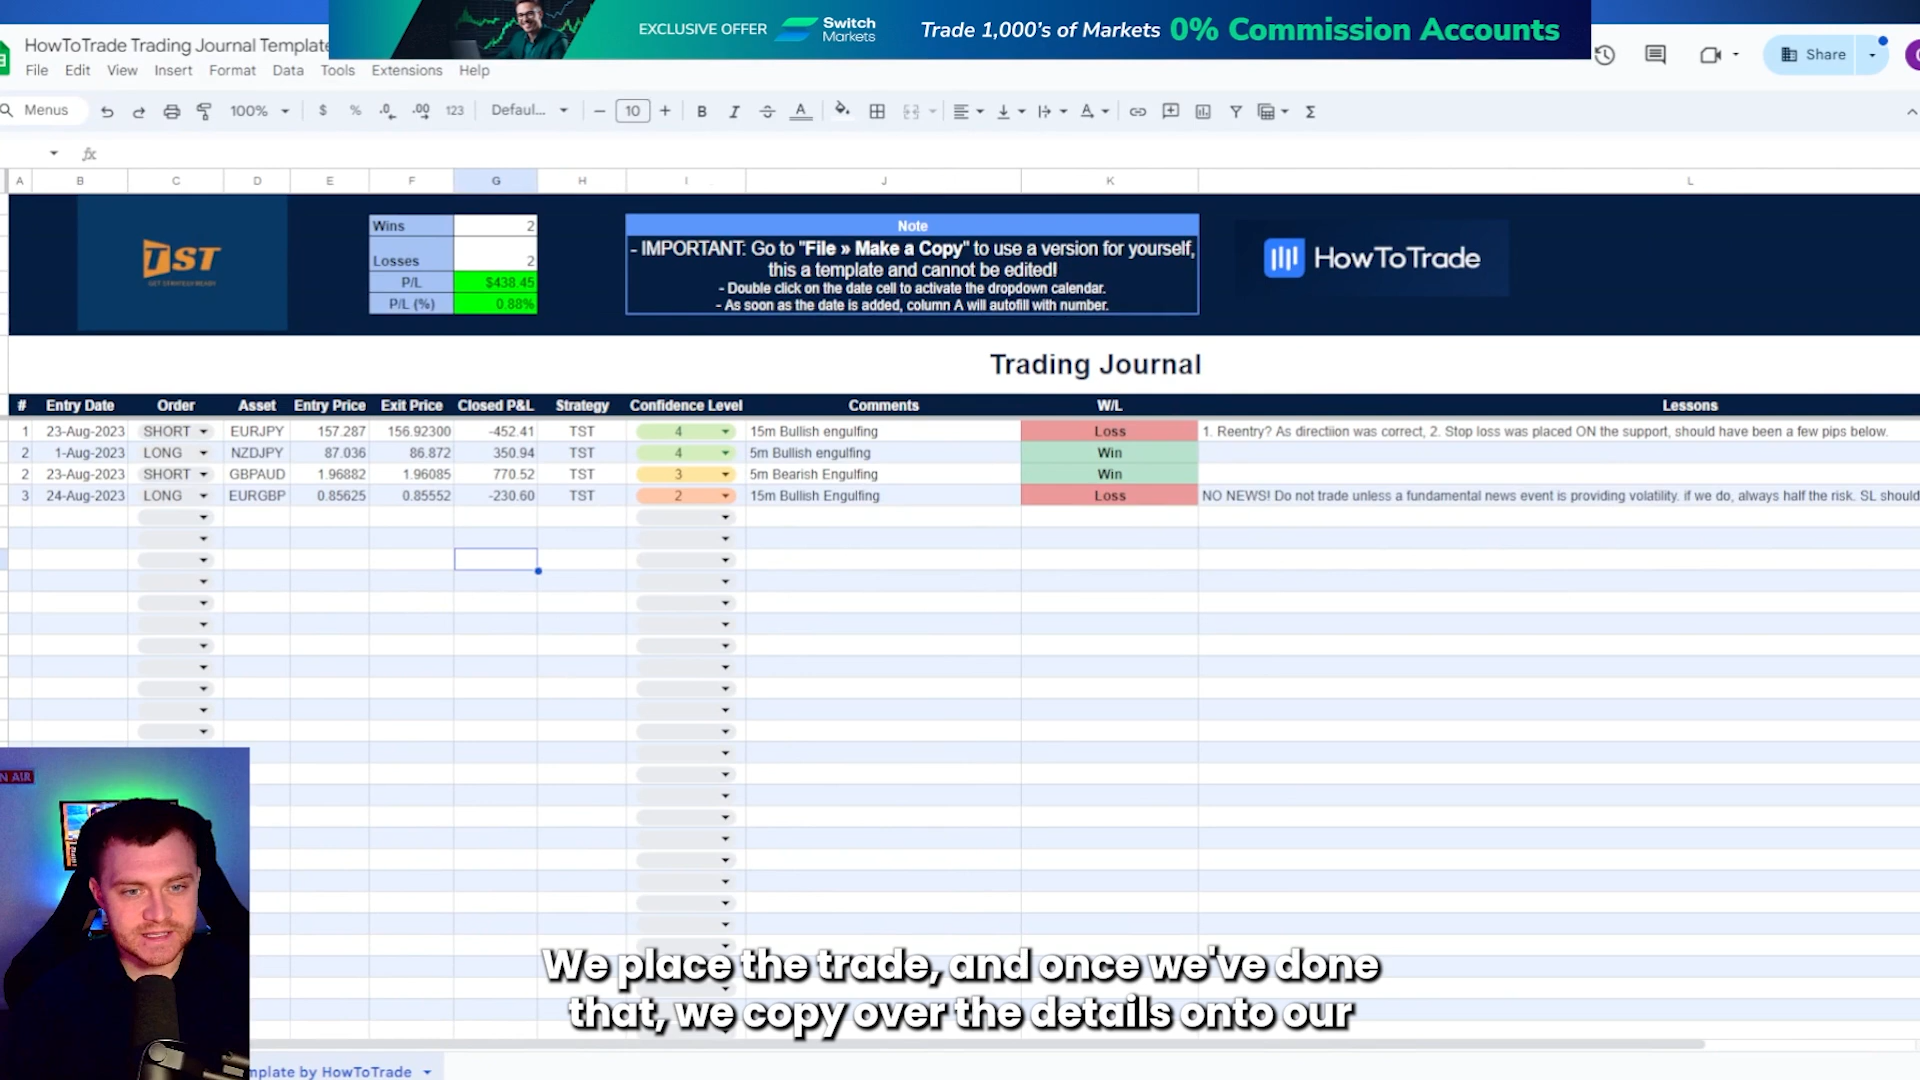 EXCLUSIVE OFFER Switch Markets Trade 1,000's of Markets 0% Commission Accounts
HowToTrade Trading Journal Template
File Edit View Insert Format Data Tools Extensions Help
Share
Menus 100% $ % .0 .00 123 Defaul... 10 B I A
fx
A B C D E F G H I J K L
TST
Wins 2
Losses 2
P/L $438.45
P/L (%) 0.88%
Note
- IMPORTANT: Go to "File » Make a Copy" to use a version for yourself,
this a template and cannot be edited!
- Double click on the date cell to activate the dropdown calendar.
- As soon as the date is added, column A will autofill with number.
HowToTrade
Trading Journal
# Entry Date Order Asset Entry Price Exit Price Closed P&L Strategy Confidence Level Comments W/L Lessons
1 23-Aug-2023 SHORT EURJPY 157.287 156.92300 -452.41 TST 4 15m Bullish engulfing Loss 1. Reentry? As directiion was correct, 2. Stop loss was placed ON the support, should have been a few pips below.
2 1-Aug-2023 LONG NZDJPY 87.036 86.872 350.94 TST 4 5m Bullish engulfing Win
2 23-Aug-2023 SHORT GBPAUD 1.96882 1.96085 770.52 TST 3 5m Bearish Engulfing Win
3 24-Aug-2023 LONG EURGBP 0.85625 0.85552 -230.60 TST 2 15m Bullish Engulfing Loss NO NEWS! Do not trade unless a fundamental news event is providing volatility. if we do, always half the risk. SL should
N AIR
We place the trade, and once we've done
that, we copy over the details onto our
mplate by HowToTrade